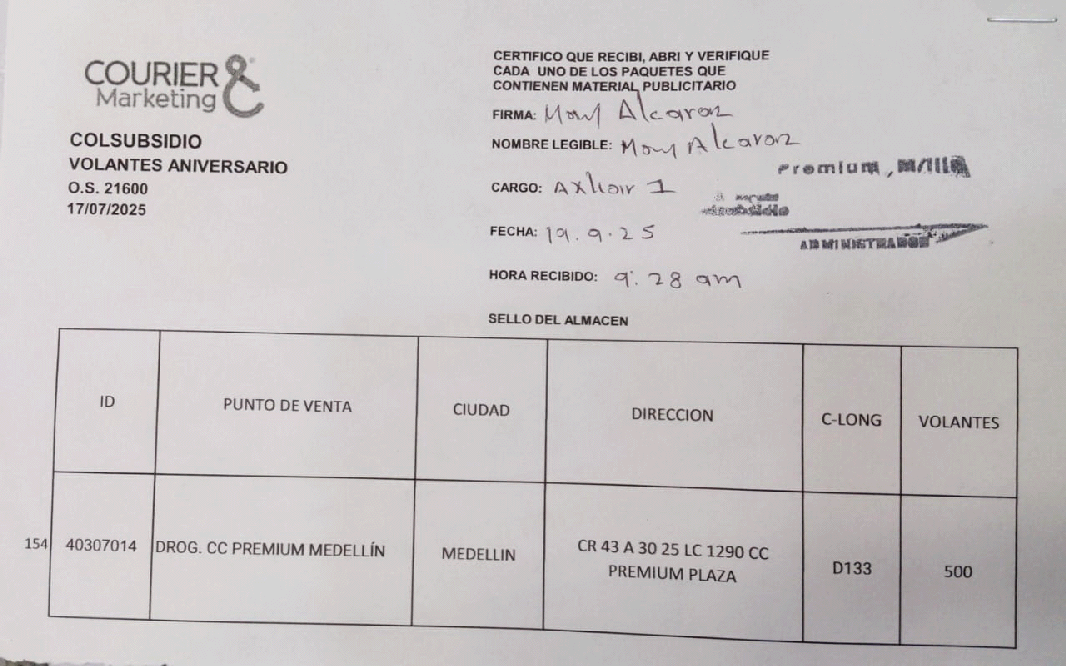 COURIER &
Marketing
COLSUBSIDIO
VOLANTES ANIVERSARIO
O.S. 21600
17/07/2025
CERTIFICO QUE RECIBI, ABRI Y VERIFIQUE
CADA UNO DE LOS PAQUETES QUE
CONTIENEN MATERIAL PUBLICITARIO
FIRMA: Alcaraz
NOMBRE LEGIBLE: Alcaraz
Premium, M/lla
CARGO: 1
FECHA: 19.9.25
ADMINISTRADOR
HORA RECIBIDO: 9:28 am
SELLO DEL ALMACEN
ID PUNTO DE VENTA CIUDAD DIRECCION C-LONG VOLANTES
154 40307014 DROG. CC PREMIUM MEDELLÍN MEDELLIN CR 43 A 30 25 LC 1290 CC D133 500
PREMIUM PLAZA